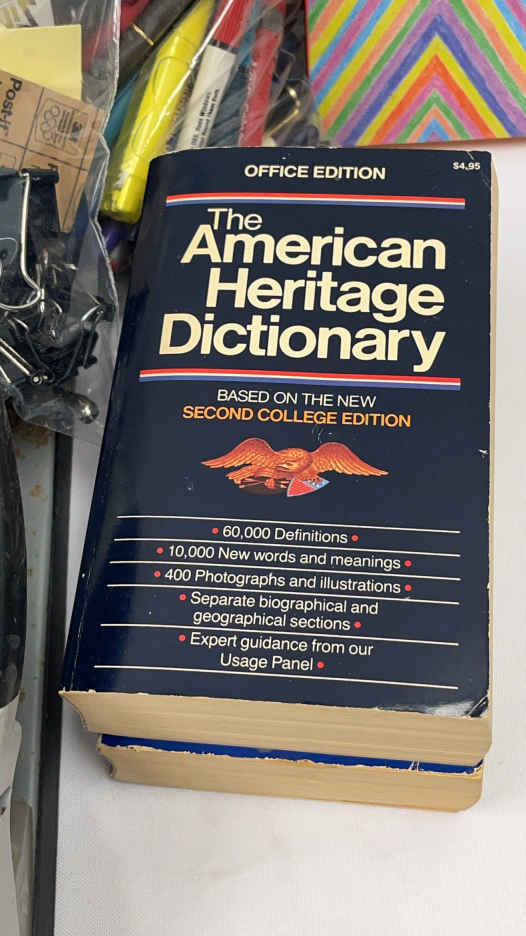 OFFICE EDITION
$4.95
The
American
Heritage
Dictionary
BASED ON THE NEW
SECOND COLLEGE EDITION
• 60,000 Definitions •
• 10,000 New words and meanings •
• 400 Photographs and illustrations •
• Separate biographical and
geographical sections •
• Expert guidance from our
Usage Panel •
Post-it